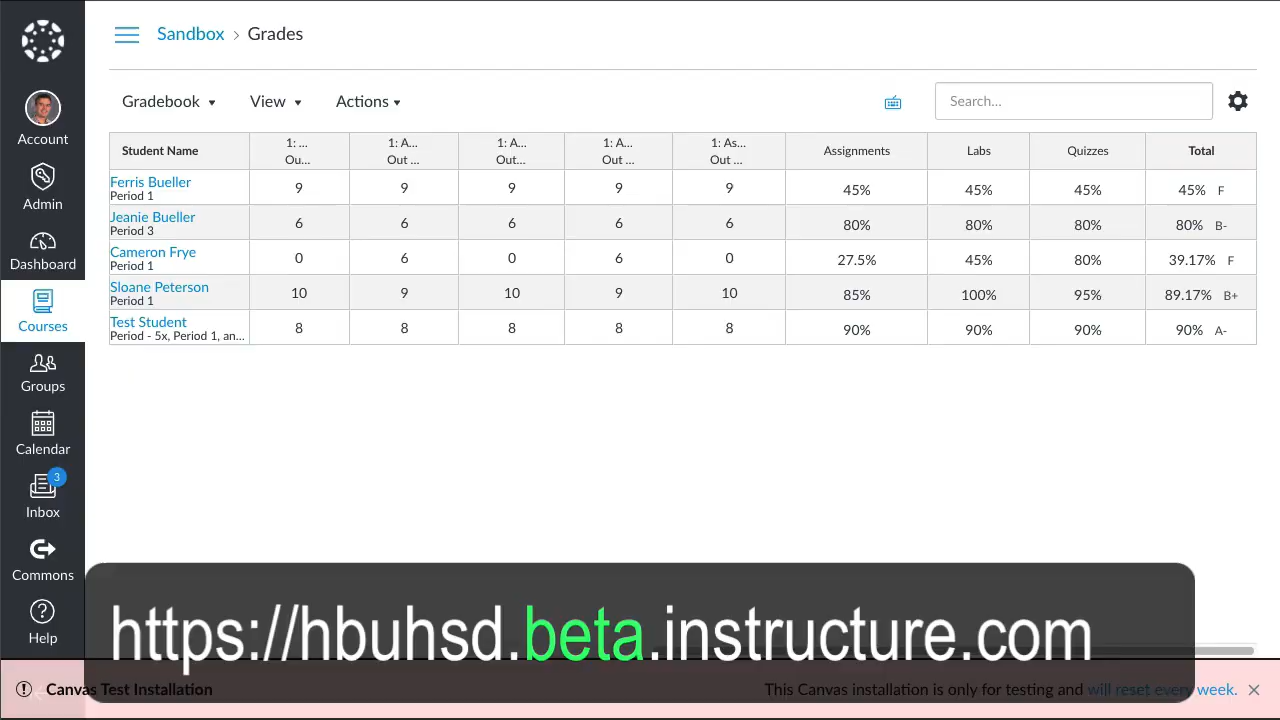 Sandbox › Grades
Gradebook ▾ View ▾ Actions ▾ Search...
Student Name 1: ... 1: A... 1: A... 1: A... 1: As... Assignments Labs Quizzes Total
Ou... Out ... Out... Out ... Out ...
Ferris Bueller 9 9 9 9 9 45% 45% 45% 45% F
Period 1
Jeanie Bueller 6 6 6 6 6 80% 80% 80% 80% B-
Period 3
Cameron Frye 0 6 0 6 0 27.5% 45% 80% 39.17% F
Period 1
Sloane Peterson 10 9 10 9 10 85% 100% 95% 89.17% B+
Period 1
Test Student 8 8 8 8 8 90% 90% 90% 90% A-
Period - 5x, Period 1, an...
Account
Admin
Dashboard
Courses
Groups
Calendar
3
Inbox
Commons
Help
https://hbuhsd.beta.instructure.com
Canvas Test Installation This Canvas installation is only for testing and will reset every week.